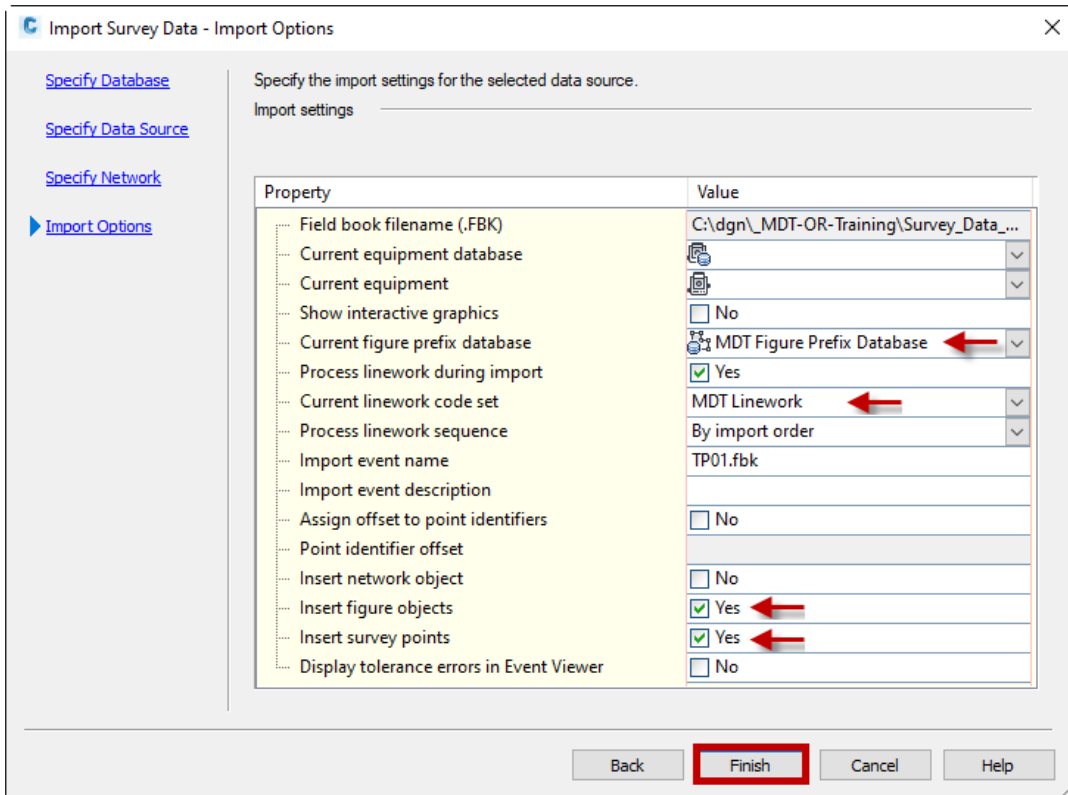 Import Survey Data - Import Options
Specify Database
Specify Data Source
Specify Network
Import Options
Specify the import settings for the selected data source.
Import settings
Property Value
Field book filename (.FBK) C:\dgn\_MDT-OR-Training\Survey_Data_...
Current equipment database
Current equipment
Show interactive graphics No
Current figure prefix database MDT Figure Prefix Database
Process linework during import Yes
Current linework code set MDT Linework
Process linework sequence By import order
Import event name TP01.fbk
Import event description
Assign offset to point identifiers No
Point identifier offset
Insert network object No
Insert figure objects Yes
Insert survey points Yes
Display tolerance errors in Event Viewer No
Back Finish Cancel Help